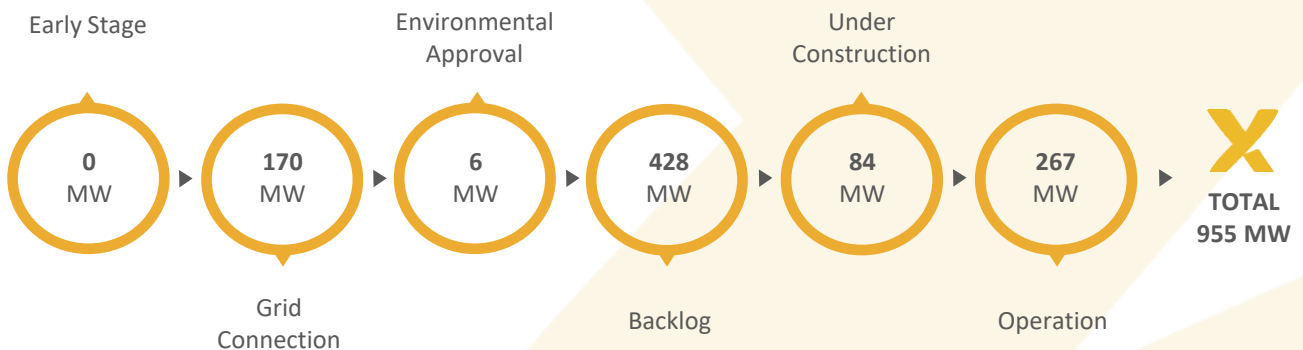 Early Stage
Environmental
Approval
Under
Construction
0
MW
170
MW
6
MW
428
MW
84
MW
267
MW
TOTAL
955 MW
Grid
Connection
Backlog
Operation